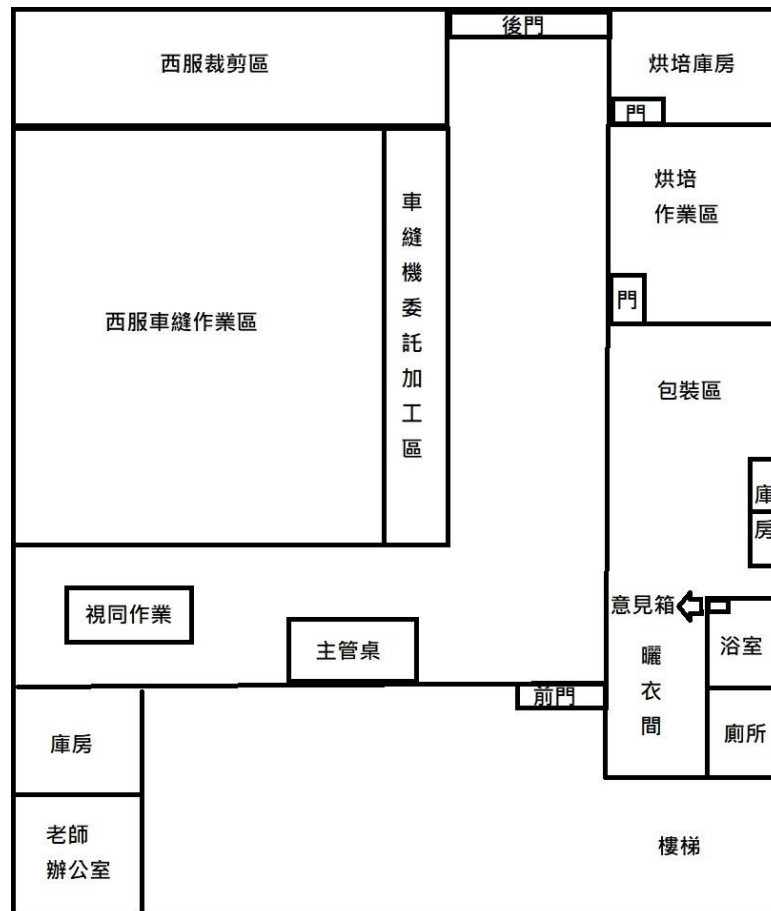 後門
西服裁剪區
烘培庫房
門
烘培
作業區
車縫機委託加工區
門
西服車縫作業區
包裝區
庫房
意見箱
視同作業
浴室
主管桌
曬衣間
前門
廁所
庫房
老師
辦公室
樓梯